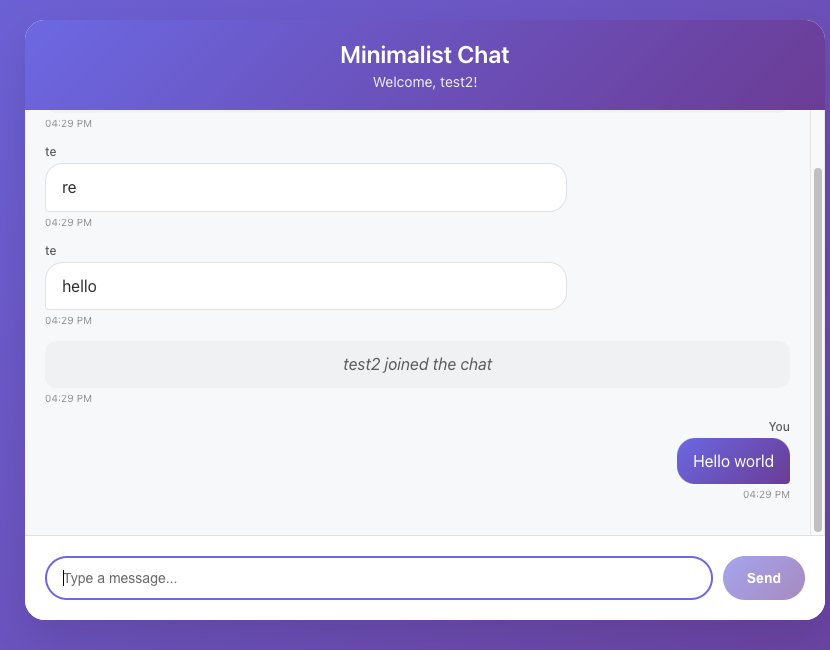 Minimalist Chat
Welcome, test2!
04:29 PM
te
re
04:29 PM
te
hello
04:29 PM
test2 joined the chat
04:29 PM
You
Hello world
04:29 PM
Type a message...
Send